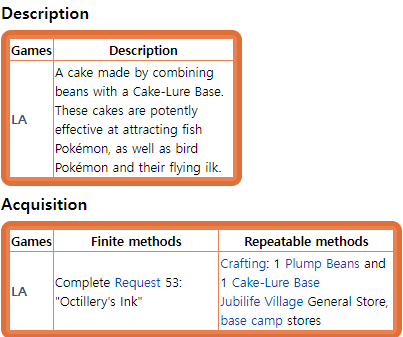 Description
Games Description
LA
A cake made by combining
beans with a Cake-Lure Base.
These cakes are potently
effective at attracting fish
Pokémon, as well as bird
Pokémon and their flying ilk.
Acquisition
Games Finite methods Repeatable methods
LA
Complete Request 53:
"Octillery's Ink"
Crafting: 1 Plump Beans and
1 Cake-Lure Base
Jubilife Village General Store,
base camp stores